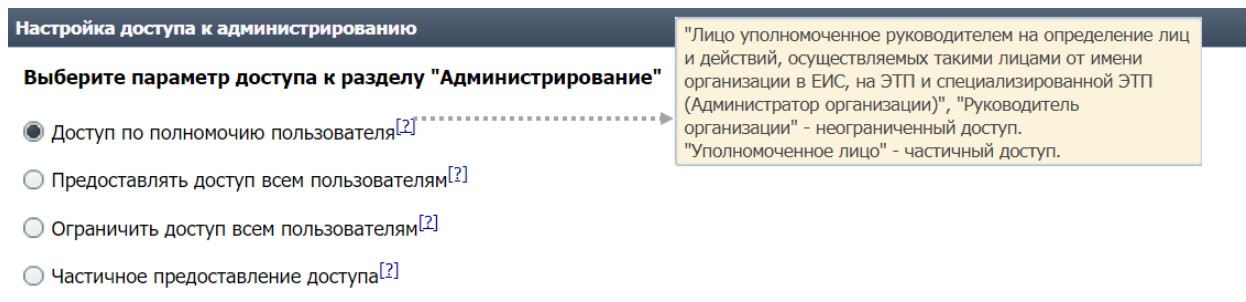 Настройка доступа к администрированию
Выберите параметр доступа к разделу "Администрирование"
Доступ по полномочию пользователя[?]
"Лицо уполномоченное руководителем на определение лиц
и действий, осуществляемых такими лицами от имени
организации в ЕИС, на ЭТП и специализированной ЭТП
(Администратор организации)", "Руководитель
организации" - неограниченный доступ.
"Уполномоченное лицо" - частичный доступ.
Предоставлять доступ всем пользователям[?]
Ограничить доступ всем пользователям[?]
Частичное предоставление доступа[?]